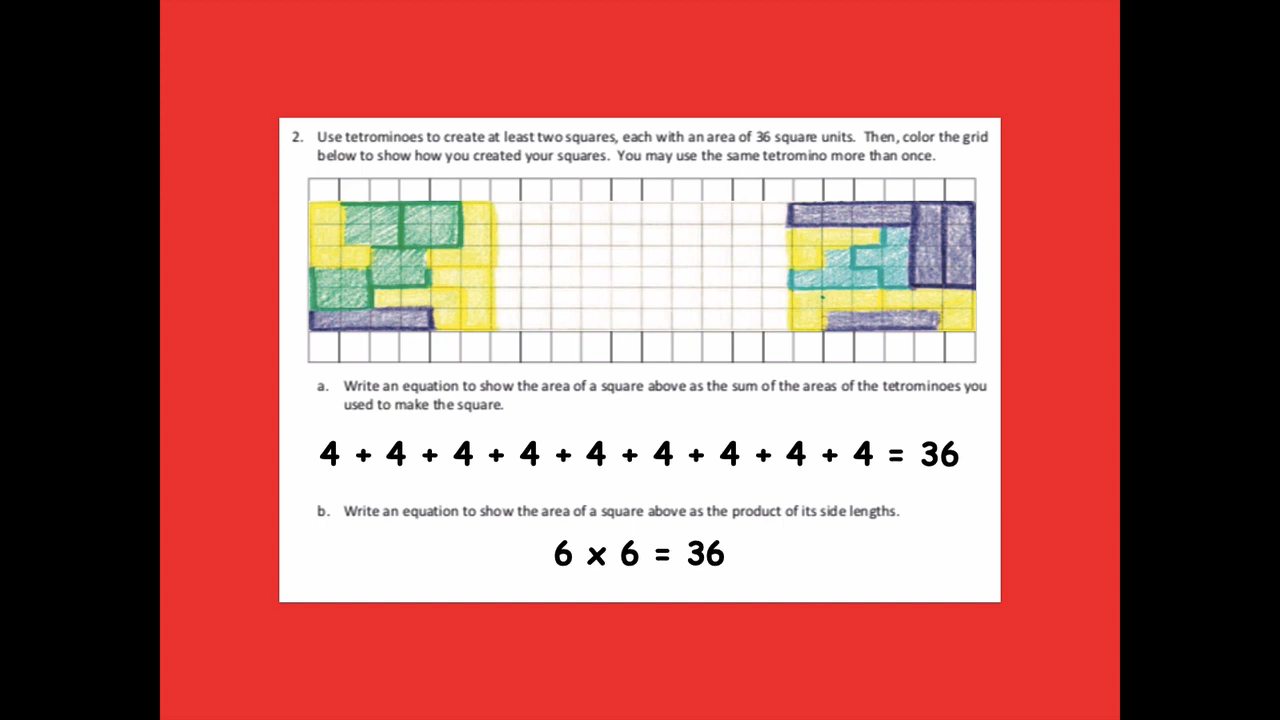 2. Use tetrominoes to create at least two squares, each with an area of 36 square units. Then, color the grid
below to show how you created your squares. You may use the same tetromino more than once.
a. Write an equation to show the area of a square above as the sum of the areas of the tetrominoes you
used to make the square.
4 + 4 + 4 + 4 + 4 + 4 + 4 + 4 + 4 = 36
b. Write an equation to show the area of a square above as the product of its side lengths.
6 x 6 = 36